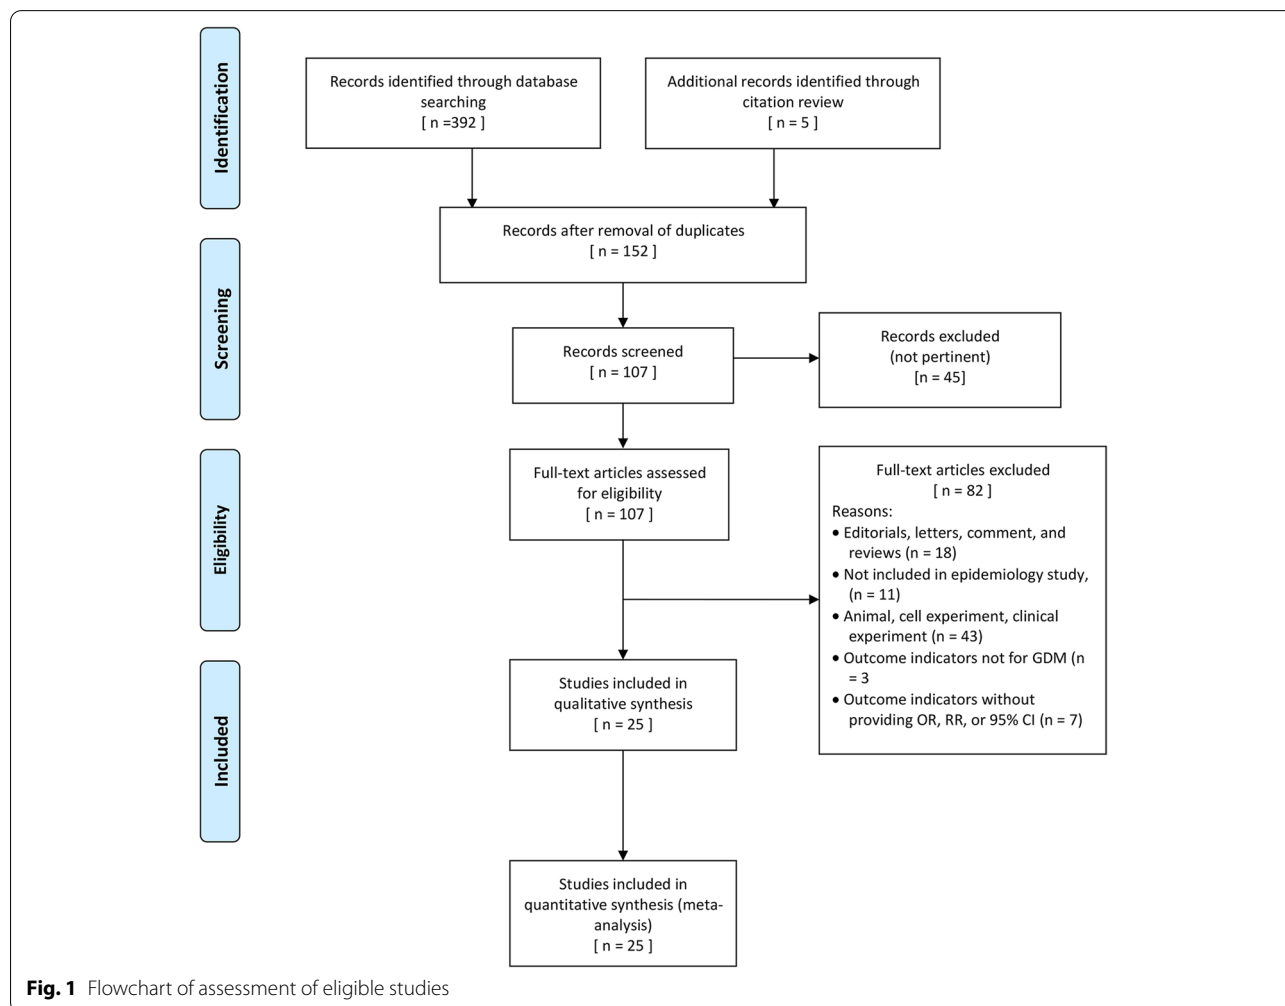 Identification
Records identified through database
searching
[ n =392 ]
Additional records identified through
citation review
[ n = 5 ]
Records after removal of duplicates
[ n = 152 ]
Screening
Records screened
[ n = 107 ]
Records excluded
(not pertinent)
[n = 45]
Eligibility
Full-text articles assessed
for eligibility
[ n = 107 ]
Full-text articles excluded
[ n = 82 ]
Reasons:
• Editorials, letters, comment, and
reviews (n = 18)
• Not included in epidemiology study,
(n = 11)
• Animal, cell experiment, clinical
experiment (n = 43)
• Outcome indicators not for GDM (n
= 3
• Outcome indicators without
providing OR, RR, or 95% CI (n = 7)
Included
Studies included in
qualitative synthesis
[ n = 25 ]
Studies included in
quantitative synthesis (meta-
analysis)
[ n = 25 ]
Fig. 1 Flowchart of assessment of eligible studies